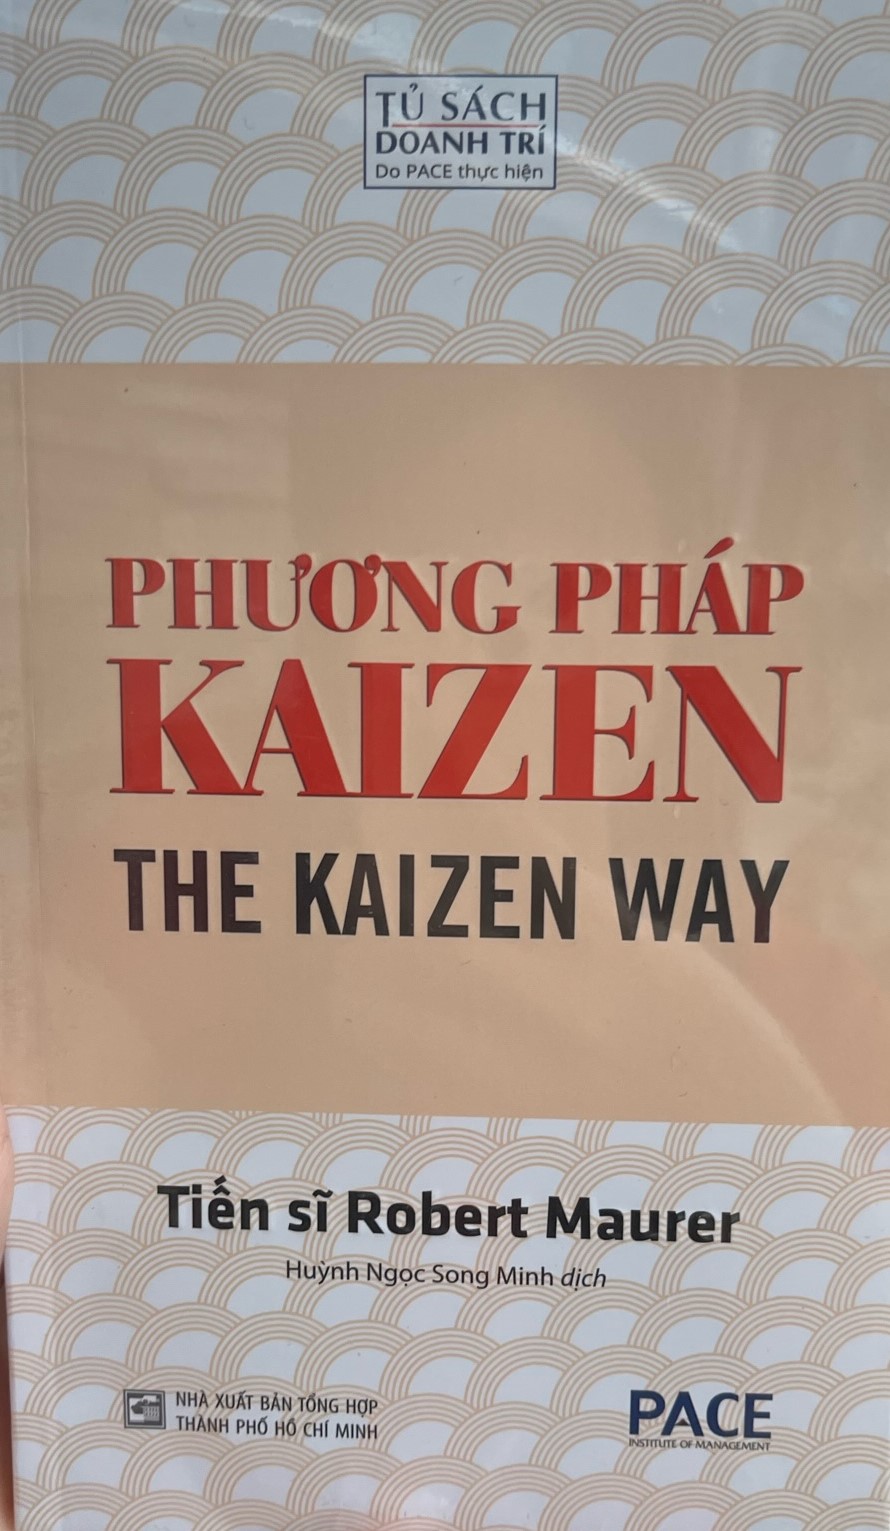 TỦ SÁCH
DOANH TRÍ
Do PACE thực hiện
PHƯƠNG PHÁP
KAIZEN
THE KAIZEN WAY
Tiến sĩ Robert Maurer
Huỳnh Ngọc Song Minh dịch
NHÀ XUẤT BẢN TỔNG HỢP
THÀNH PHỐ HỒ CHÍ MINH
PACE
INSTITUTE OF MANAGEMENT